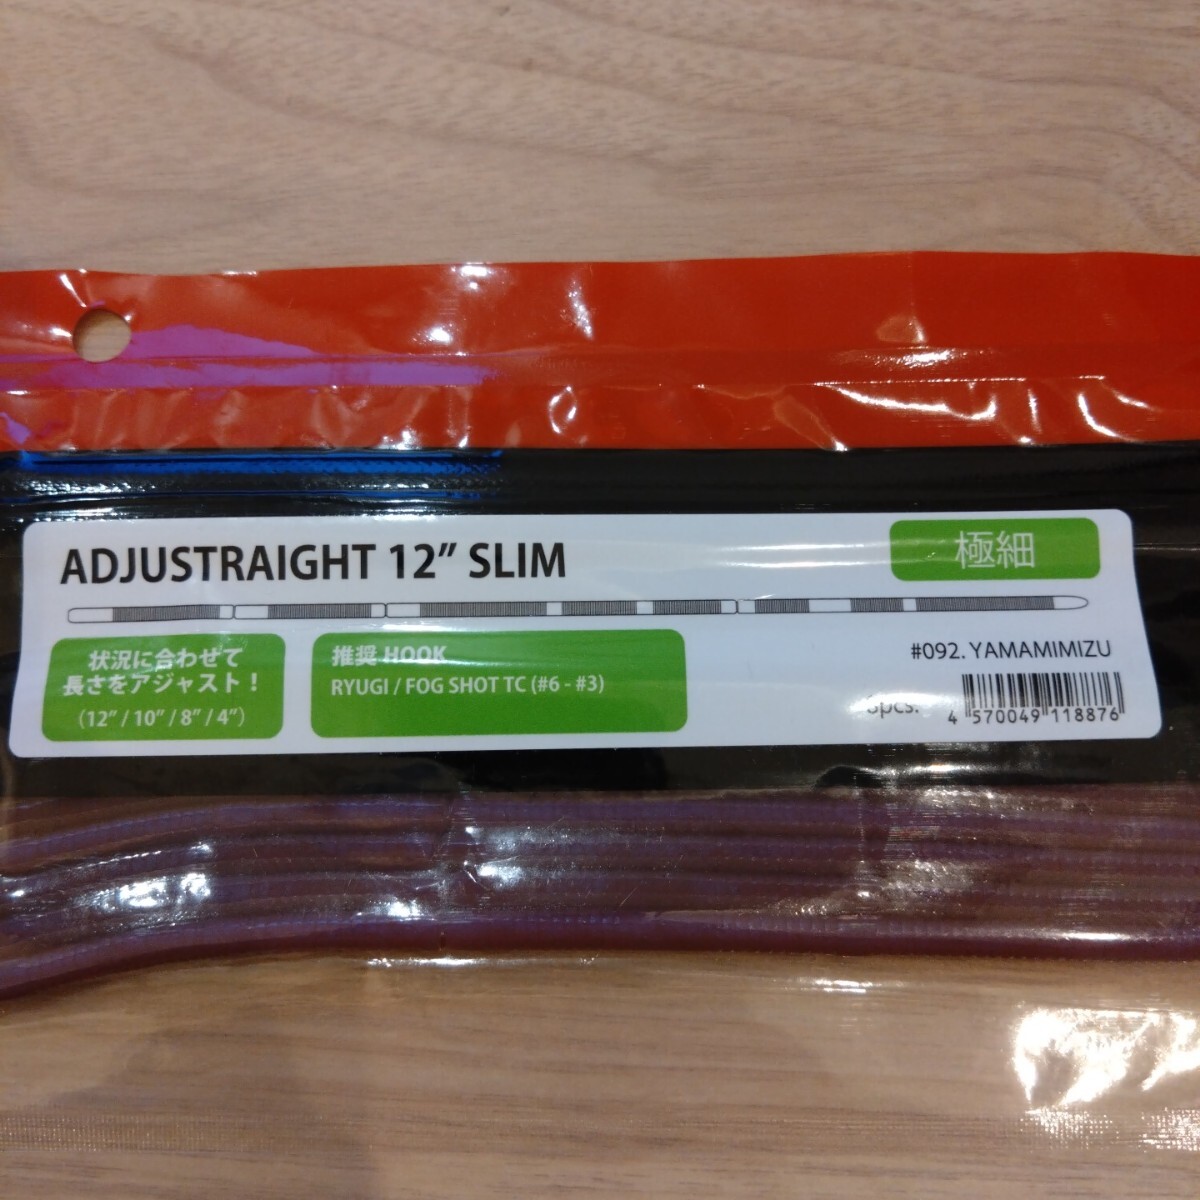 ADJUSTRAIGHT 12” SLIM
極細
状況に合わせて
長さをアジャスト！
（12” / 10” / 8” / 4”）
推奨 HOOK
RYUGI / FOG SHOT TC (#6 - #3)
#092. YAMAMIMIZU
4 570049 118876